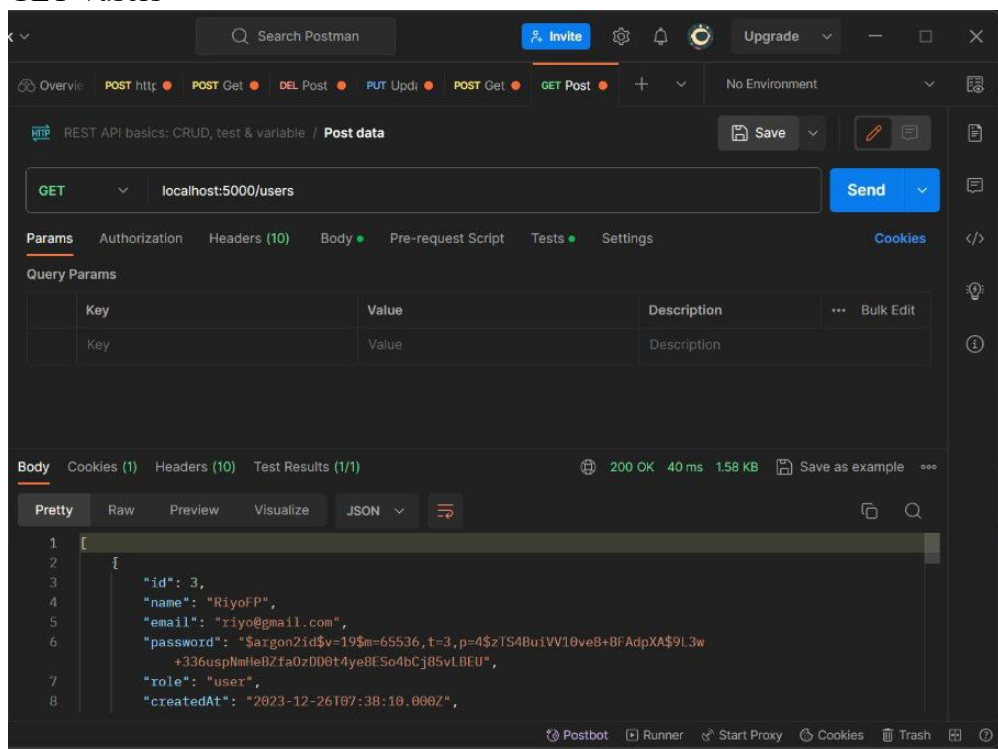 Search Postman
Invite
Upgrade
Overvie
POST http
POST Get
DEL Post
PUT Upda
POST Get
GET Post
No Environment
HTTP REST API basics: CRUD, test & variable / Post data
Save
GET localhost:5000/users
Send
Params Authorization Headers (10) Body Pre-request Script Tests Settings Cookies
Query Params
Key Value Description Bulk Edit
Key Value Description
Body Cookies (1) Headers (10) Test Results (1/1) 200 OK 40 ms 1.58 KB Save as example
Pretty Raw Preview Visualize JSON
1 [
2 {
3 "id": 3,
4 "name": "RiyoFP",
5 "email": "riyo@gmail.com",
6 "password": "$argon2id$v=19$m=65536,t=3,p=4$zTS4BuiVV10ve8+8FAdpXA$9L3w
+336uspNmHeBZfaOzDD0t4ye8ESo4bCj85vLBEU",
7 "role": "user",
8 "createdAt": "2023-12-26T07:38:10.000Z",
Postbot Runner Start Proxy Cookies Trash